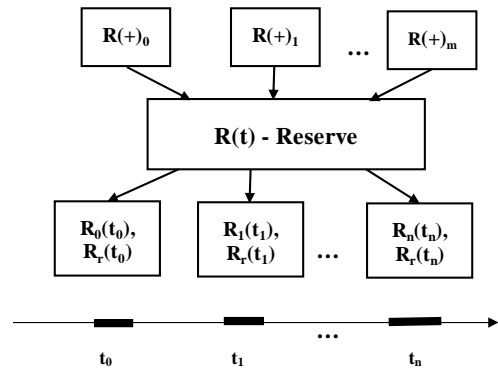 R(+)₀ R(+)₁ ... R(+)ₘ
R(t) - Reserve
R₀(t₀), R₁(t₁), Rₙ(tₙ),
Rᵣ(t₀) Rᵣ(t₁) ... Rᵣ(tₙ)
...
t₀ t₁ tₙ